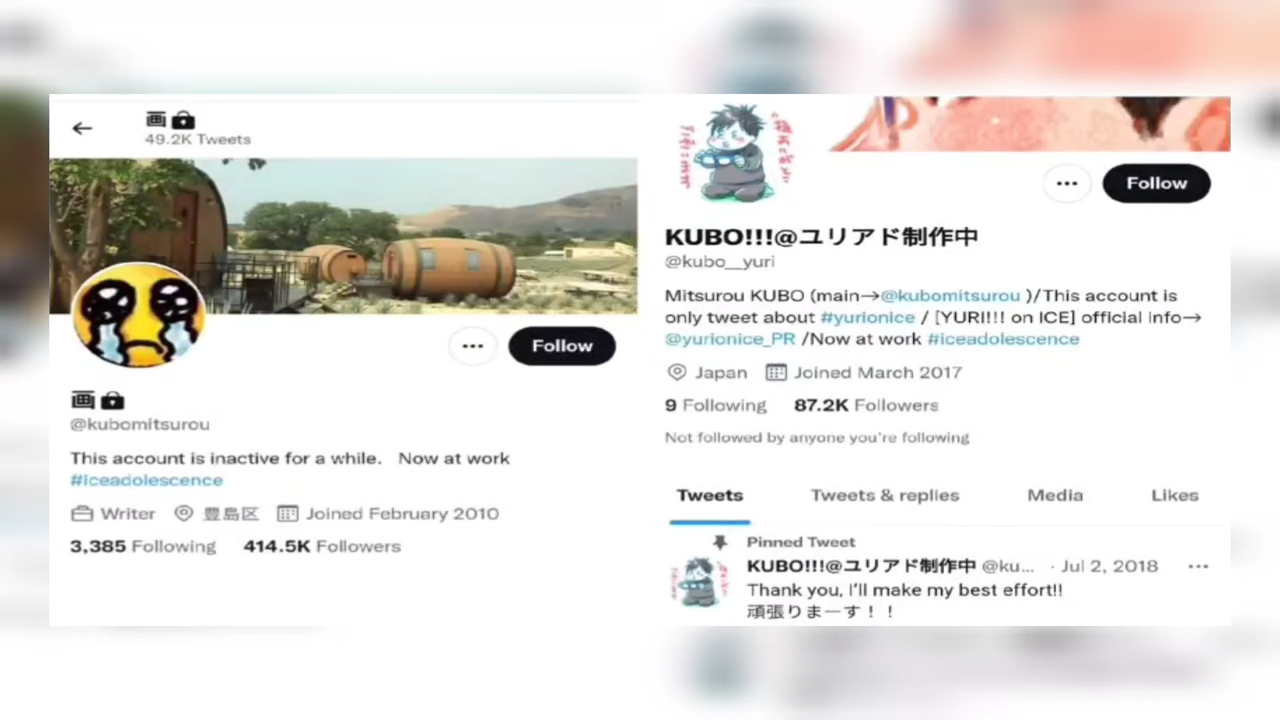 画
49.2K Tweets
Follow
画
@kubomitsurou
This account is inactive for a while. Now at work
#Iceadolescence
Writer 豊島区 Joined February 2010
3,385 Following 414.5K Followers
Follow
KUBO!!!@ユリアド制作中
@kubo__yuri
Mitsurou KUBO (main→@kubomitsurou )/This account is
only tweet about #yurionice / [YURI!!! on ICE] official info→
@yurionice_PR /Now at work #iceadolescence
Japan Joined March 2017
9 Following 87.2K Followers
Not followed by anyone you're following
Tweets Tweets & replies Media Likes
Pinned Tweet
KUBO!!!@ユリアド制作中 @ku... · Jul 2, 2018
Thank you, I'll make my best effort!!
頑張りまーす！！